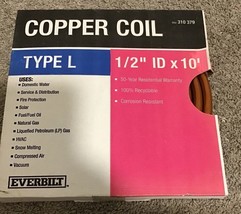 COPPER COIL
No. 310 376
TYPE L
1/2" ID x 10'
USES:
• Domestic Water
• Service & Distribution
• Fire Protection
• Solar
• Fuel/Fuel Oil
• Natural Gas
• Liquefied Petroleum (LP) Gas
• HVAC
• Snow Melting
• Compressed Air
• Vacuum
• 50-Year Residential Warranty
• 100% Recyclable
• Corrosion Resistant
EVERBILT